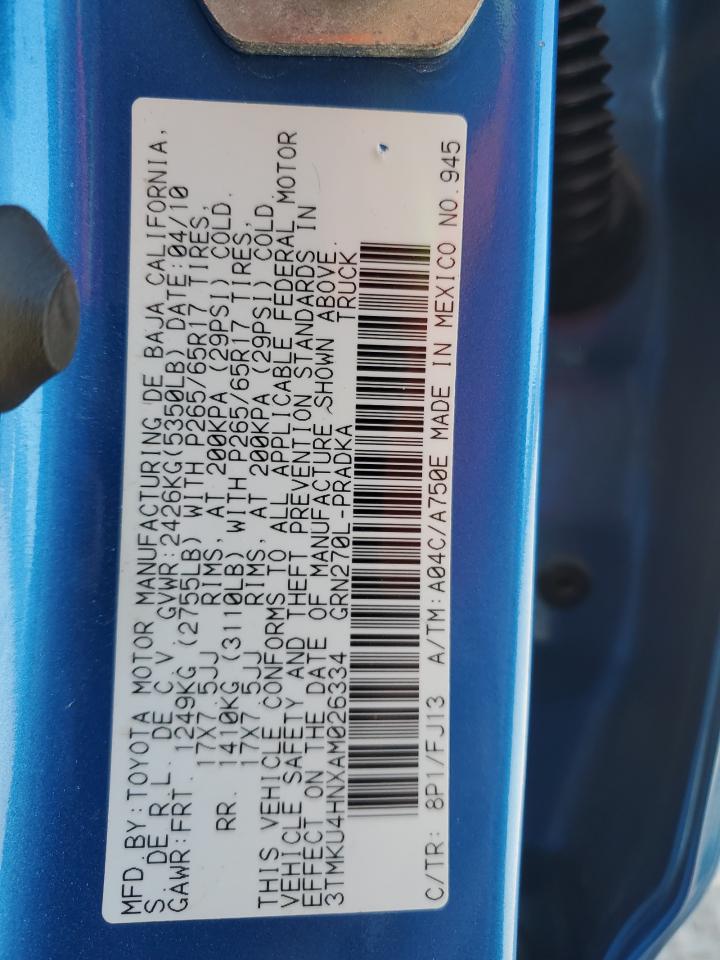 MFD.BY:TOYOTA MOTOR MANUFACTURING DE BAJA CALIFORNIA,
S. DE R.L. DE C.V. GVWR:2426KG(5350LB) DATE:04/10
GAWR:FRT. 1249KG (2755LB) WITH P265/65R17 TIRES,
17X7.5JJ RIMS, AT 200KPA (29PSI) COLD.
RR. 1410KG (3110LB) WITH P265/65R17 TIRES,
17X7.5JJ RIMS, AT 200KPA (29PSI) COLD.
THIS VEHICLE CONFORMS TO ALL APPLICABLE FEDERAL MOTOR
VEHICLE SAFETY AND THEFT PREVENTION STANDARDS IN
EFFECT ON THE DATE OF MANUFACTURE SHOWN ABOVE.
3TMKU4HNXAM026334 GRN270L-PRADKA TRUCK
C/TR: 8P1/FJ13 A/TM:A04C/A750E MADE IN MEXICO NO.945